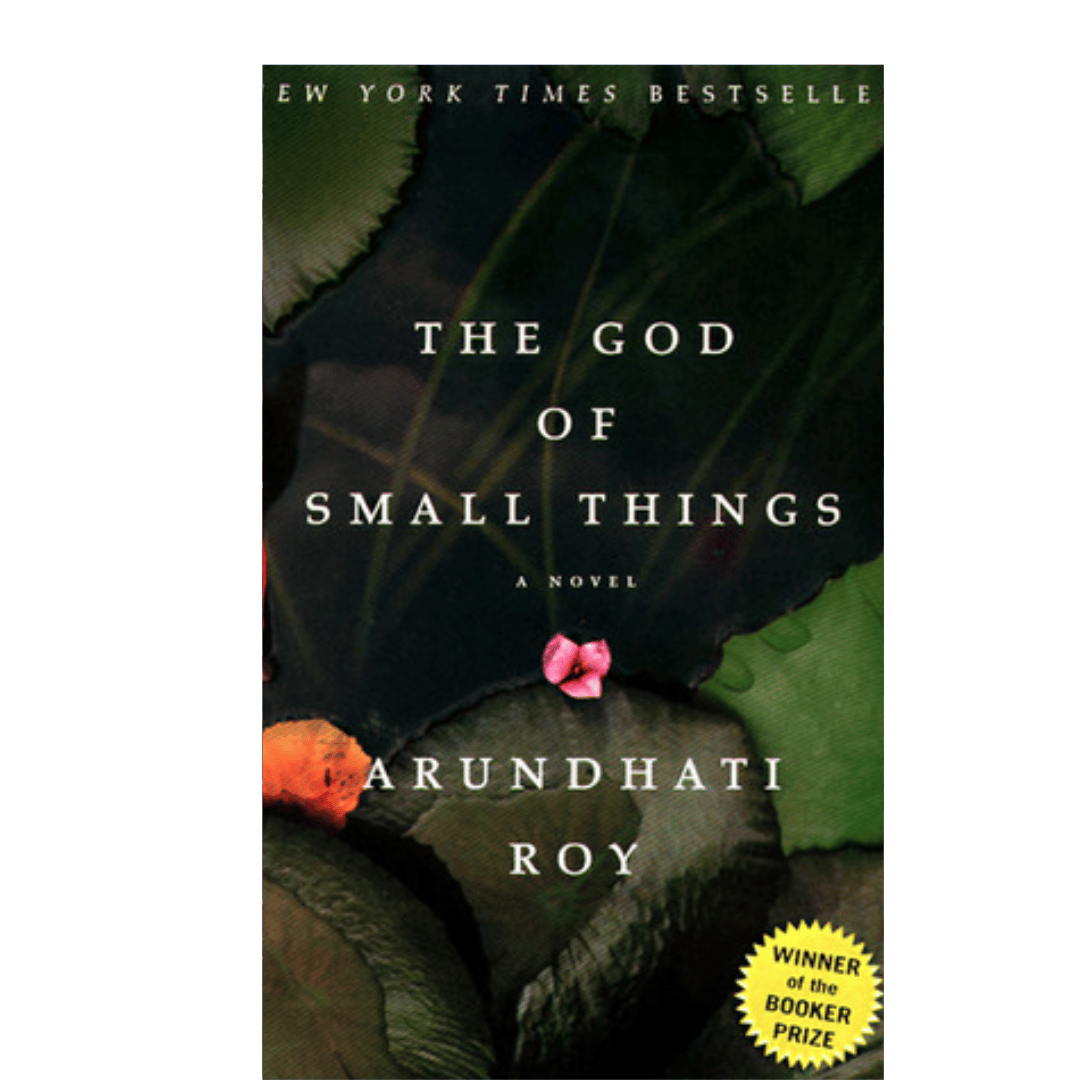 EW YORK TIMES BESTSELLE
THE GOD
OF
SMALL THINGS
A NOVEL
ARUNDHATI
ROY
WINNER
of the
BOOKER
PRIZE